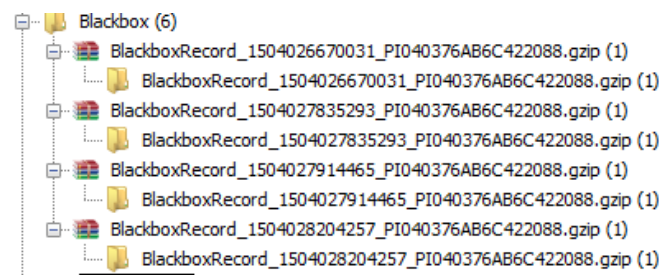 Blackbox (6)
BlackboxRecord_1504026670031_PI040376AB6C422088.gzip (1)
BlackboxRecord_1504026670031_PI040376AB6C422088.gzip (1)
BlackboxRecord_1504027835293_PI040376AB6C422088.gzip (1)
BlackboxRecord_1504027835293_PI040376AB6C422088.gzip (1)
BlackboxRecord_1504027914465_PI040376AB6C422088.gzip (1)
BlackboxRecord_1504027914465_PI040376AB6C422088.gzip (1)
BlackboxRecord_1504028204257_PI040376AB6C422088.gzip (1)
BlackboxRecord_1504028204257_PI040376AB6C422088.gzip (1)